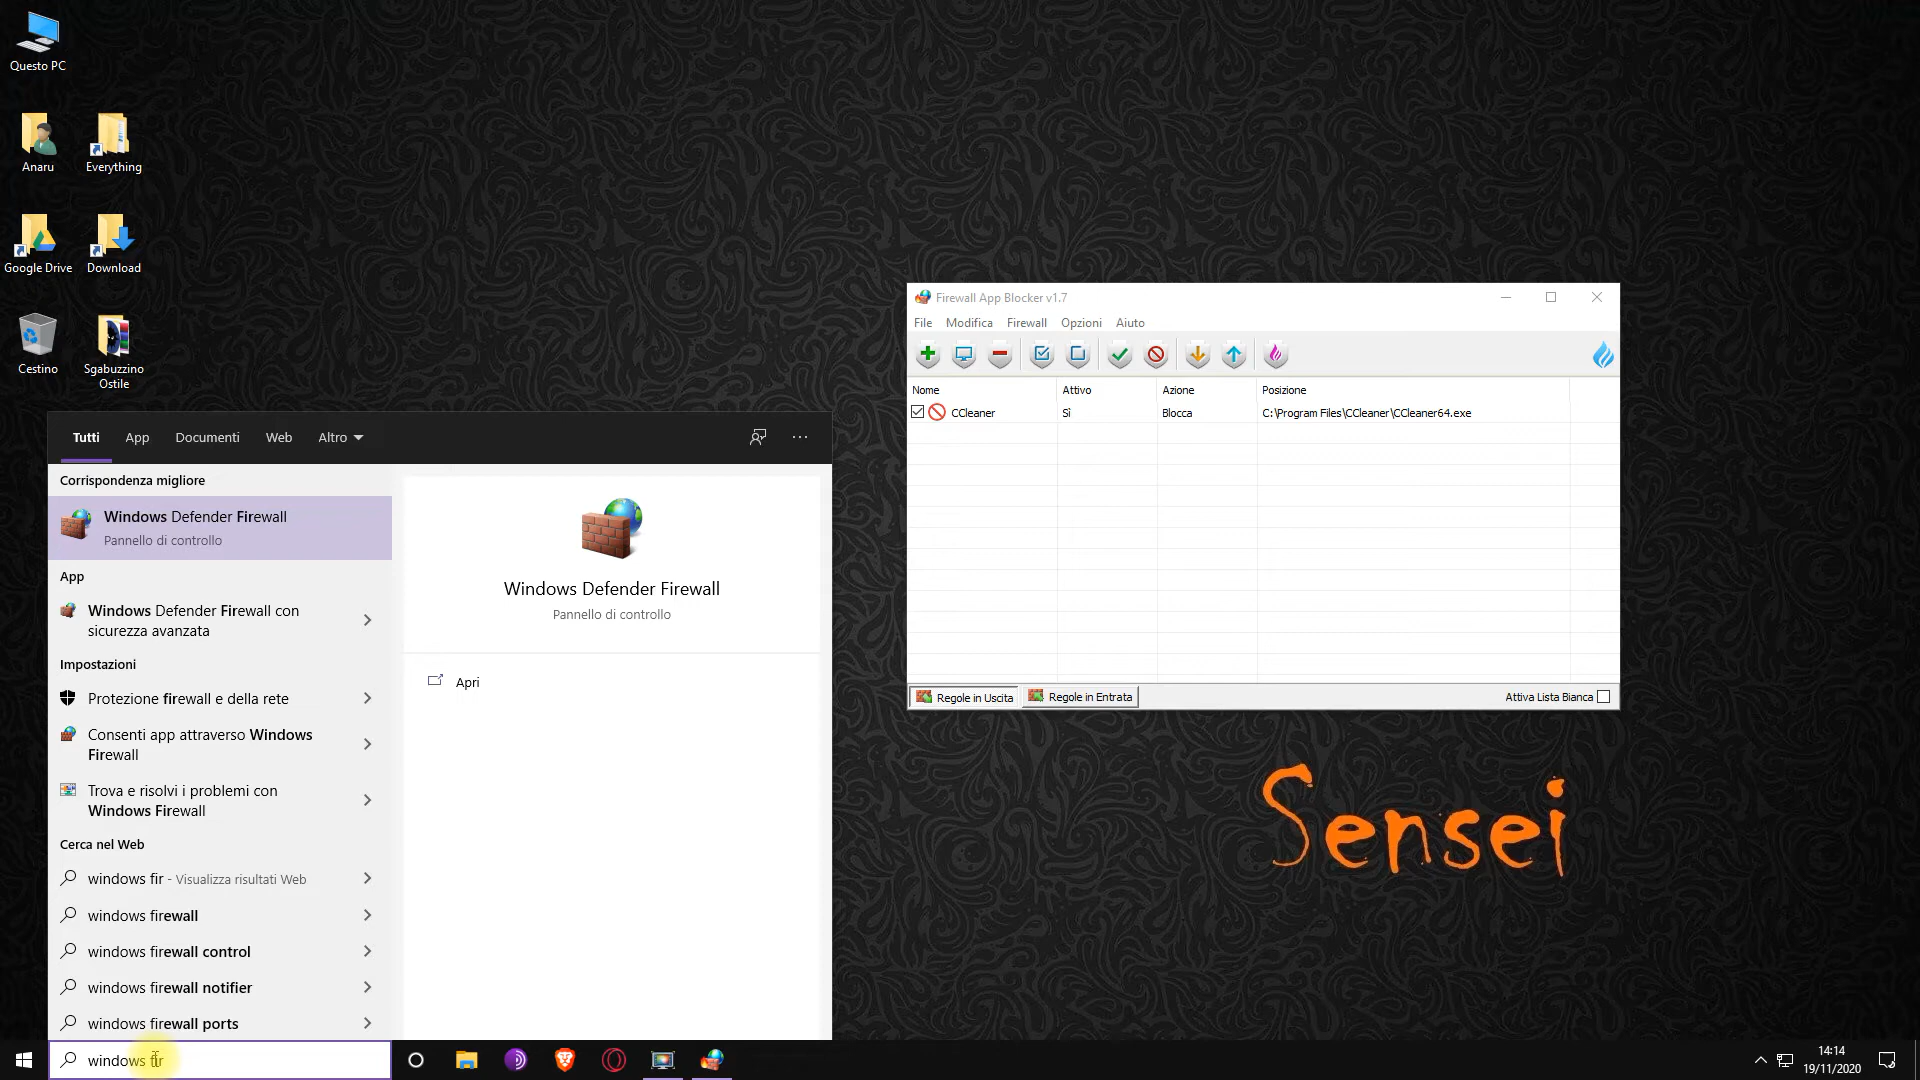 Questo PC
Anaru
Everything
Google Drive
Download
Cestino
Sgabuzzino
Ostile
Tutti App Documenti Web Altro
Corrispondenza migliore
Windows Defender Firewall
Pannello di controllo
App
Windows Defender Firewall con
sicurezza avanzata
Impostazioni
Protezione firewall e della rete
Consenti app attraverso Windows
Firewall
Trova e risolvi i problemi con
Windows Firewall
Cerca nel Web
windows fir - Visualizza risultati Web
windows firewall
windows firewall control
windows firewall notifier
windows firewall ports
windows fir
Windows Defender Firewall
Pannello di controllo
Apri
Firewall App Blocker v1.7
File Modifica Firewall Opzioni Aiuto
Nome Attivo Azione Posizione
CCleaner Sì Blocca C:\Program Files\CCleaner\CCleaner64.exe
Regole in Uscita Regole in Entrata Attiva Lista Bianca
Sensei
14:14
19/11/2020